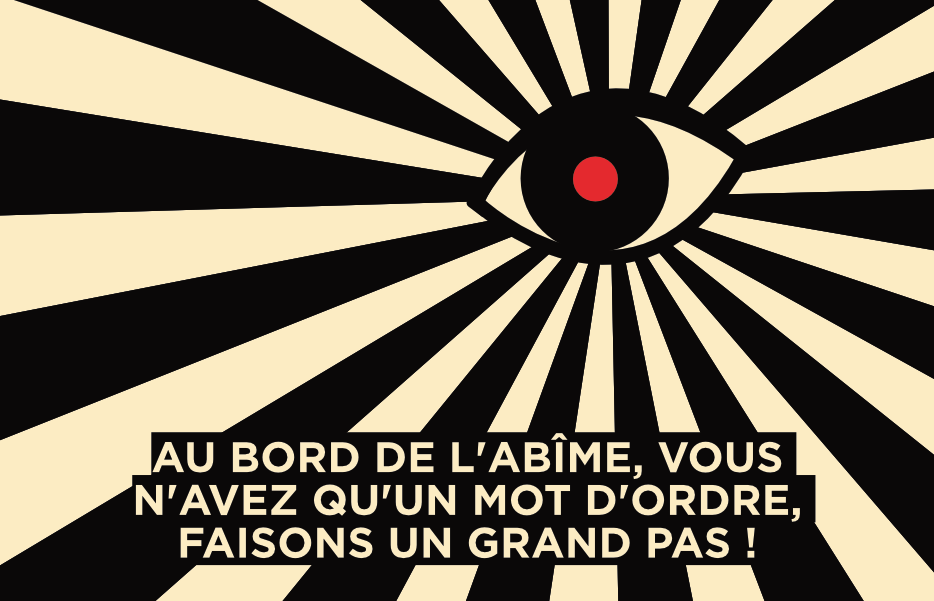 AU BORD DE L'ABÎME, VOUS
N'AVEZ QU'UN MOT D'ORDRE,
FAISONS UN GRAND PAS !